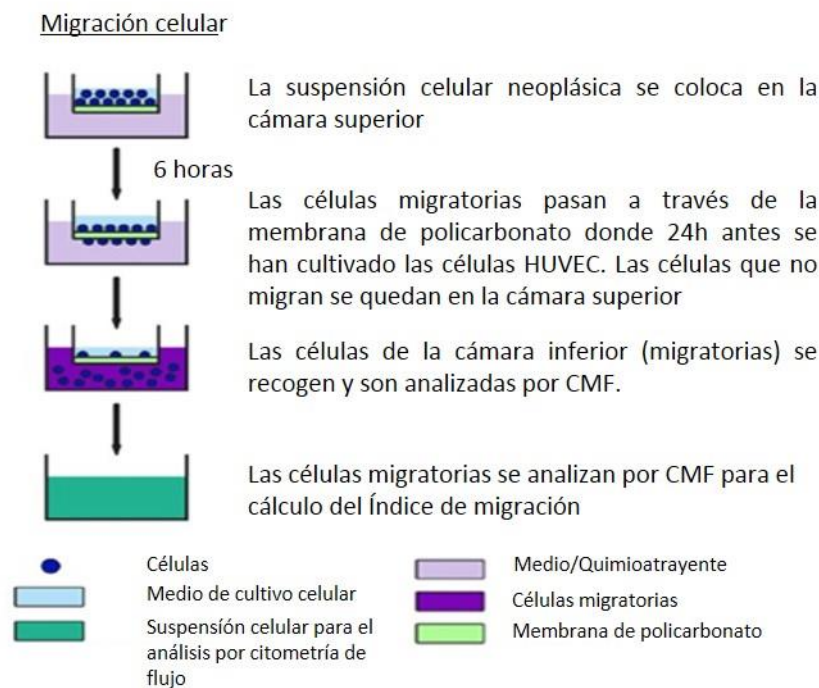 Migración celular
La suspensión celular neoplásica se coloca en la
cámara superior
6 horas
Las células migratorias pasan a través de la
membrana de policarbonato donde 24h antes se
han cultivado las células HUVEC. Las células que no
migran se quedan en la cámara superior
Las células de la cámara inferior (migratorias) se
recogen y son analizadas por CMF.
Las células migratorias se analizan por CMF para el
cálculo del Índice de migración
Células
Medio de cultivo celular
Suspensíón celular para el
análisis por citometría de
flujo
Medio/Quimioatrayente
Células migratorias
Membrana de policarbonato